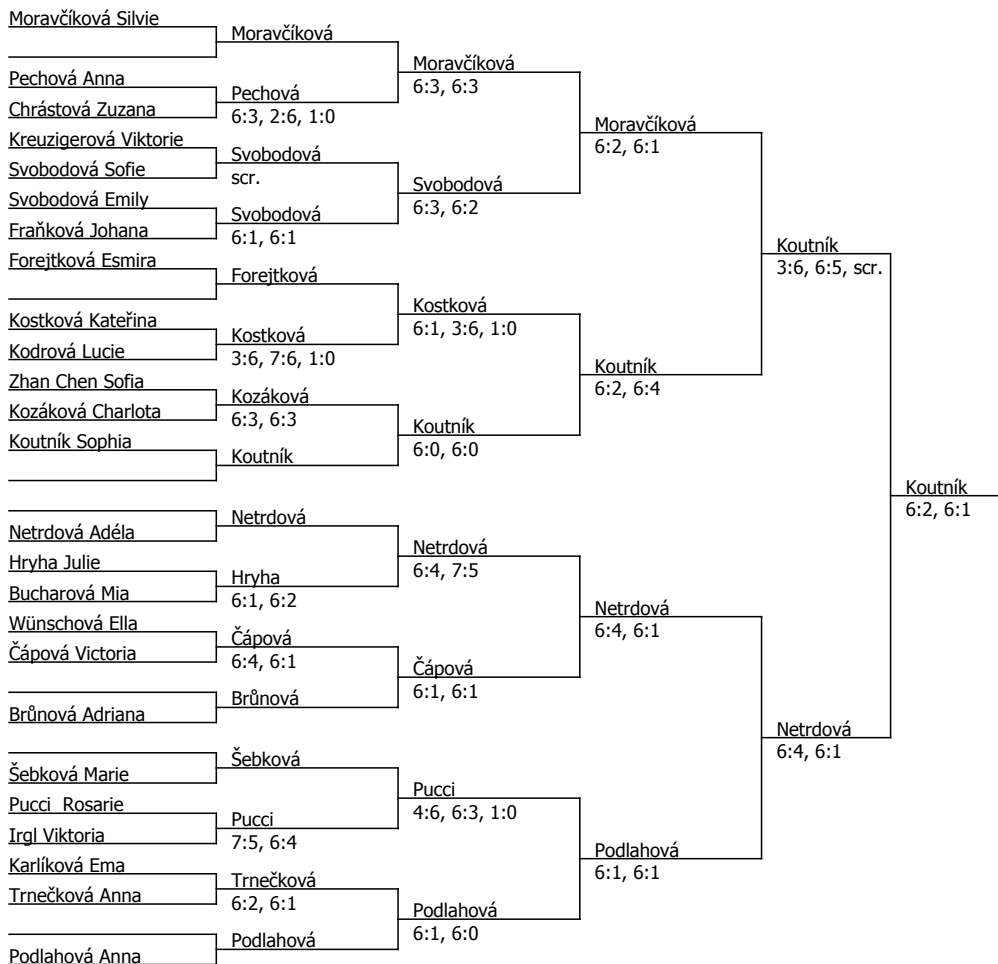 Moravčíková Silvie
Pechová Anna
Chrástová Zuzana
Kreuzigerová Viktorie
Svobodová Sofie
Svobodová Emily
Fraňková Johana
Forejtková Esmira
Kostková Kateřina
Kodrová Lucie
Zhan Chen Sofia
Kozáková Charlota
Koutník Sophia
Netrdová Adéla
Hryha Julie
Bucharová Mia
Wünschová Ella
Čápová Victoria
Brůnová Adriana
Šebková Marie
Pucci  Rosarie
Irgl Viktoria
Karlíková Ema
Trnečková Anna
Podlahová Anna
Moravčíková
Pechová
6:3, 2:6, 1:0
Svobodová
scr.
Svobodová
6:1, 6:1
Forejtková
Kostková
3:6, 7:6, 1:0
Kozáková
6:3, 6:3
Koutník
Netrdová
Hryha
6:1, 6:2
Čápová
6:4, 6:1
Brůnová
Šebková
Pucci
7:5, 6:4
Trnečková
6:2, 6:1
Podlahová
Moravčíková
6:3, 6:3
Svobodová
6:3, 6:2
Kostková
6:1, 3:6, 1:0
Koutník
6:0, 6:0
Netrdová
6:4, 7:5
Čápová
6:1, 6:1
Pucci
4:6, 6:3, 1:0
Podlahová
6:1, 6:0
Moravčíková
6:2, 6:1
Koutník
6:2, 6:4
Netrdová
6:4, 6:1
Podlahová
6:1, 6:1
Koutník
3:6, 6:5, scr.
Netrdová
6:4, 6:1
Koutník
6:2, 6:1